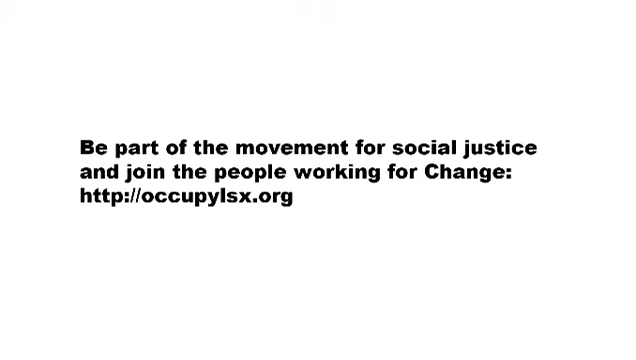 Be part of the movement for social justice
and join the people working for Change:
http://occupylsx.org